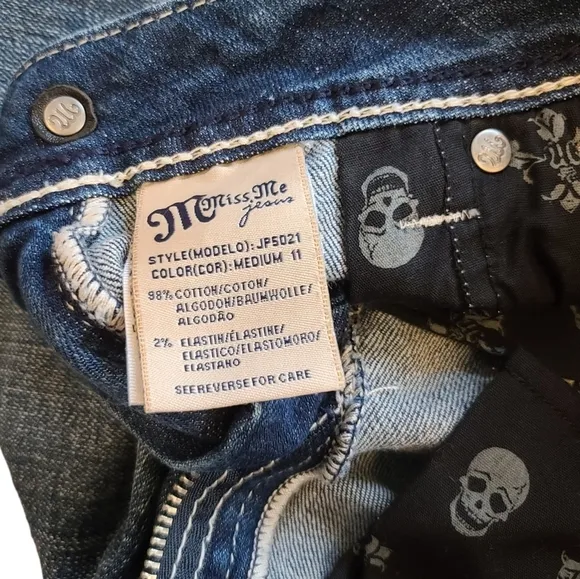 M Miss Me
jeans
STYLE(MODELO): JP5021
COLOR(COR): MEDIUM 11
98% COTTON/COTON/
ALGODON/BAUMWOLLE/
ALGODÃO
2% ELASTIN/ÉLASTINE/
ELASTICO/ELASTOMORO/
ELASTANO
SEE REVERSE FOR CARE